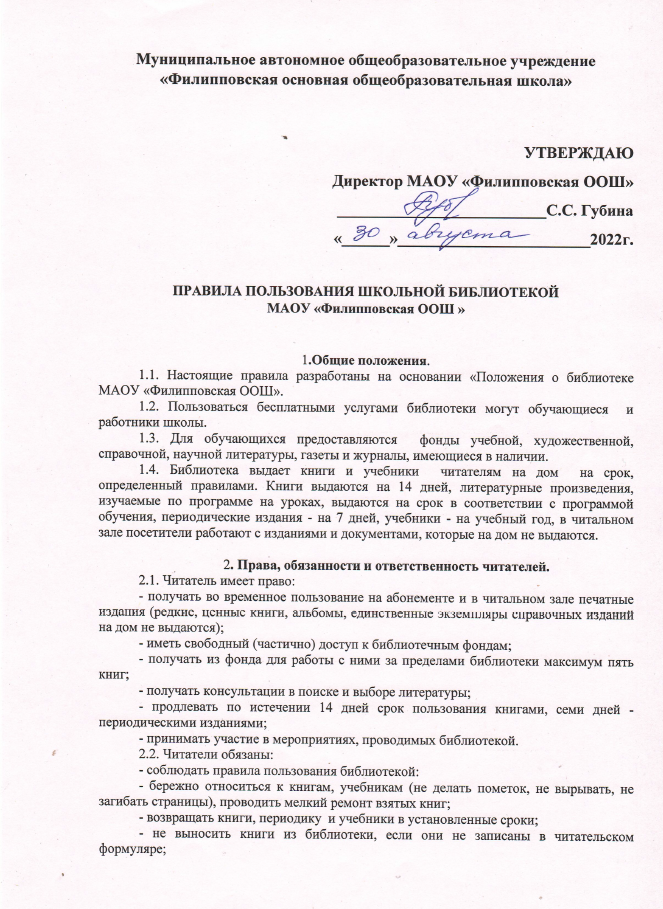 Муниципальное автономное общеобразовательное учреждение
«Филипповская основная общеобразовательная школа»
УТВЕРЖДАЮ
Директор МАОУ «Филипповская ООШ»
__________________________С.С. Губина
«__30__»__августа__________________2022г.
ПРАВИЛА ПОЛЬЗОВАНИЯ ШКОЛЬНОЙ БИБЛИОТЕКОЙ
МАОУ «Филипповская ООШ »
1.Общие положения.
1.1. Настоящие правила разработаны на основании «Положения о библиотеке
МАОУ «Филипповская ООШ».
1.2. Пользоваться бесплатными услугами библиотеки могут обучающиеся и
работники школы.
1.3. Для обучающихся предоставляются фонды учебной, художественной,
справочной, научной литературы, газеты и журналы, имеющиеся в наличии.
1.4. Библиотека выдает книги и учебники читателям на дом на срок,
определенный правилами. Книги выдаются на 14 дней, литературные произведения,
изучаемые по программе на уроках, выдаются на срок в соответствии с программой
обучения, периодические издания - на 7 дней, учебники - на учебный год, в читальном
зале посетители работают с изданиями и документами, которые на дом не выдаются.
2. Права, обязанности и ответственность читателей.
2.1. Читатель имеет право:
- получать во временное пользование на абонементе и в читальном зале печатные
издания (редкие, ценные книги, альбомы, единственные экземпляры справочных изданий
на дом не выдаются);
- иметь свободный (частично) доступ к библиотечным фондам;
- получать из фонда для работы с ними за пределами библиотеки максимум пять
книг;
- получать консультации в поиске и выборе литературы;
- продлевать по истечении 14 дней срок пользования книгами, семи дней -
периодическими изданиями;
- принимать участие в мероприятиях, проводимых библиотекой.
2.2. Читатели обязаны:
- соблюдать правила пользования библиотекой:
- бережно относиться к книгам, учебникам (не делать пометок, не вырывать, не
загибать страницы), проводить мелкий ремонт взятых книг;
- возвращать книги, периодику и учебники в установленные сроки;
- не выносить книги из библиотеки, если они не записаны в читательском
формуляре;